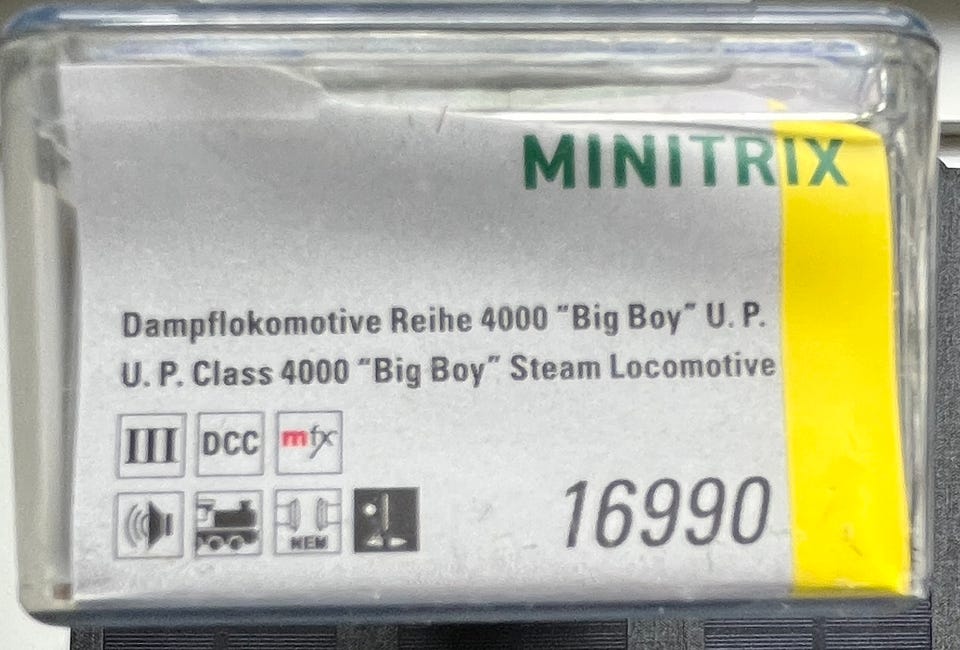 MINITRIX
Dampflokomotive Reihe 4000 "Big Boy" U. P.
U. P. Class 4000 "Big Boy" Steam Locomotive
III DCC mfx
NEM
16990